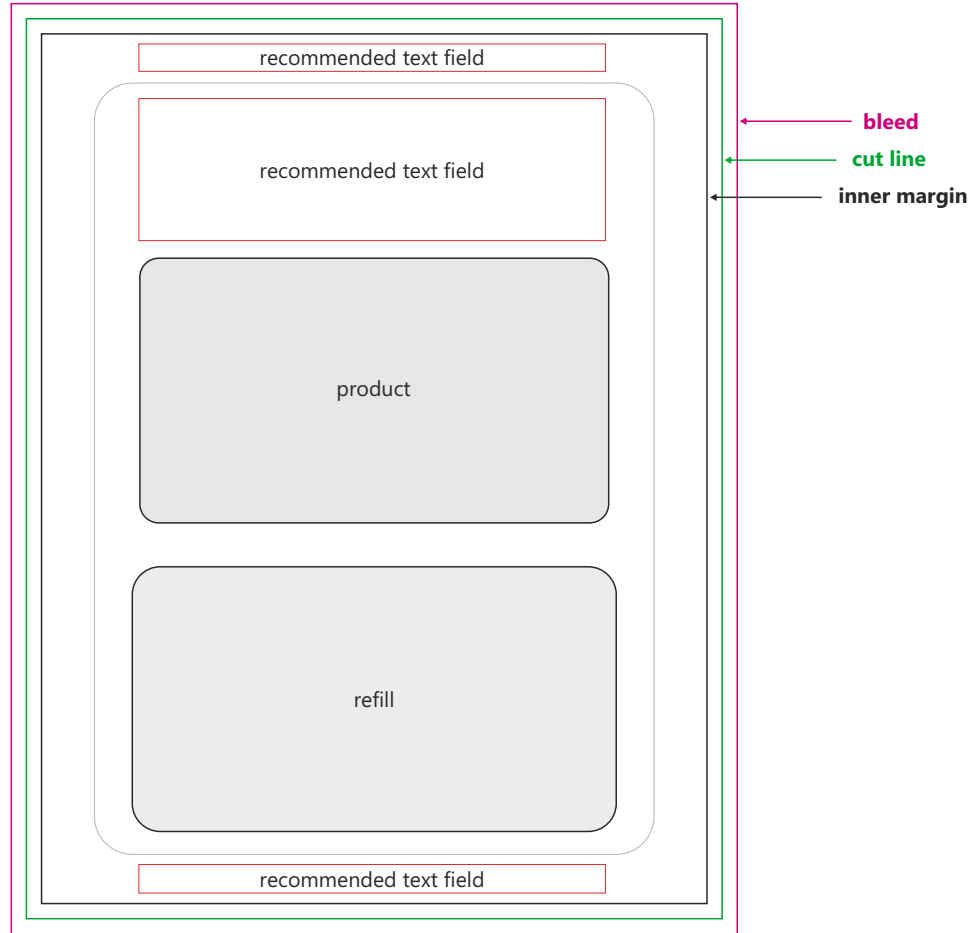 recommended text field
recommended text field
bleed
cut line
inner margin
product
refill
recommended text field